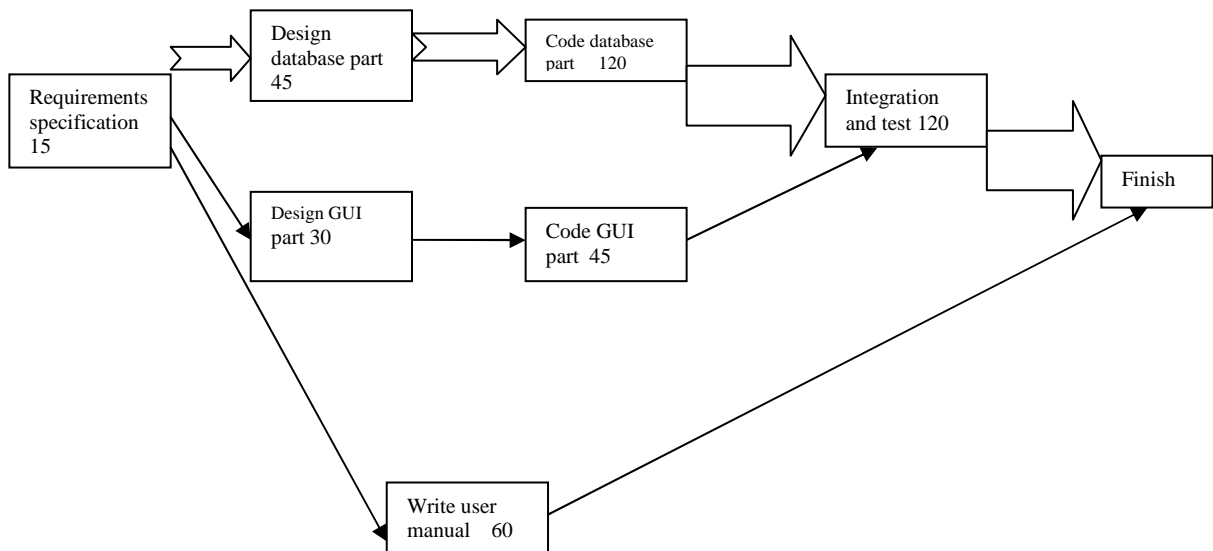 Requirements
specification
15
Design
database part
45
Code database
part 120
Integration
and test 120
Finish
Design GUI
part 30
Code GUI
part 45
Write user
manual 60